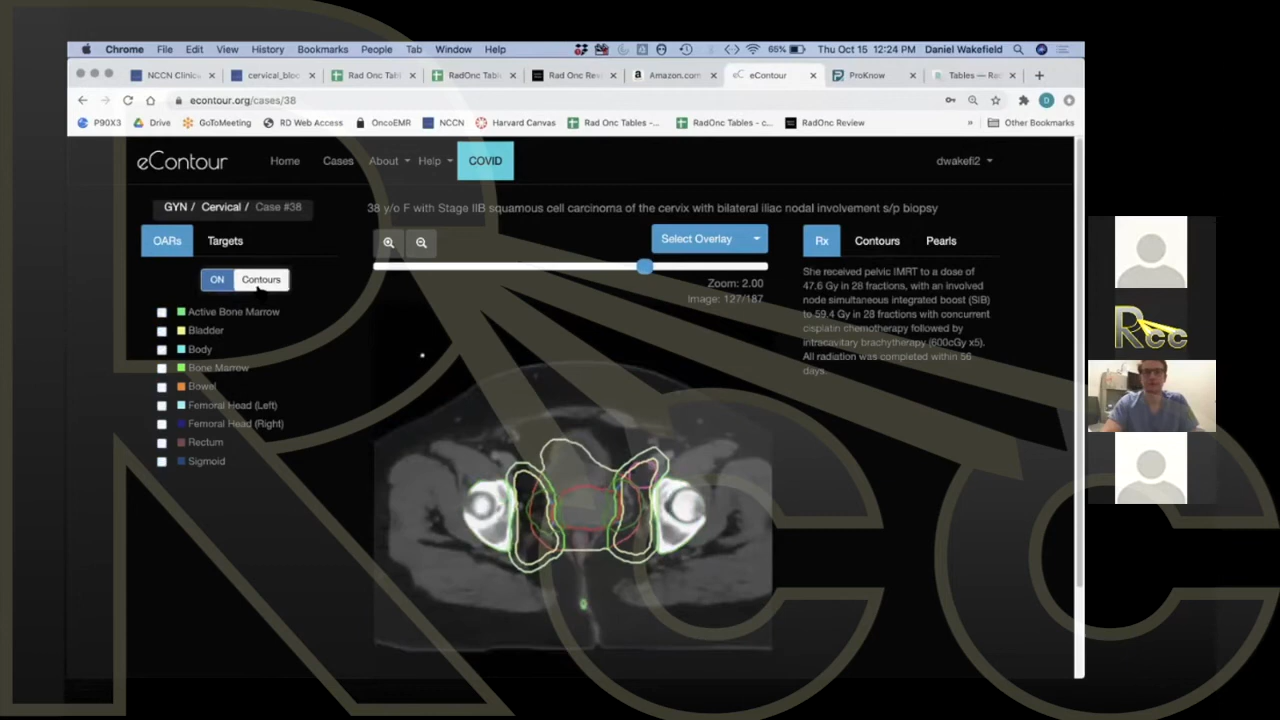 Chrome File Edit View History Bookmarks People Tab Window Help 66% Thu Oct 15 12:24 PM Daniel Wakefield
NCCN Clinica × cervical_bloc × Rad Onc Tabl × RadOnc Table × Rad Onc Rev × Amazon.com × eContour × ProKnow × Tables — Rad ×
econtour.org/cases/38
P90X3 Drive GoToMeeting RD Web Access OncoEMR NCCN Harvard Canvas Rad Onc Tables -... RadOnc Tables - c... RadOnc Review » Other Bookmarks
eContour Home Cases About Help COVID dwakefi2
GYN / Cervical / Case #38
38 y/o F with Stage IIB squamous cell carcinoma of the cervix with bilateral iliac nodal involvement s/p biopsy
OARs Targets
Select Overlay
Rx Contours Pearls
ON Contours
Zoom: 2.00
Image: 127/187
She received pelvic IMRT to a dose of
47.6 Gy in 28 fractions, with an involved
node simultaneous integrated boost (SIB)
to 59.4 Gy in 28 fractions with concurrent
cisplatin chemotherapy followed by
intracavitary brachytherapy (600cGy x5).
All radiation was completed within 56
days.
Active Bone Marrow
Bladder
Body
Bone Marrow
Bowel
Femoral Head (Left)
Femoral Head (Right)
Rectum
Sigmoid
Rcc
Rcc